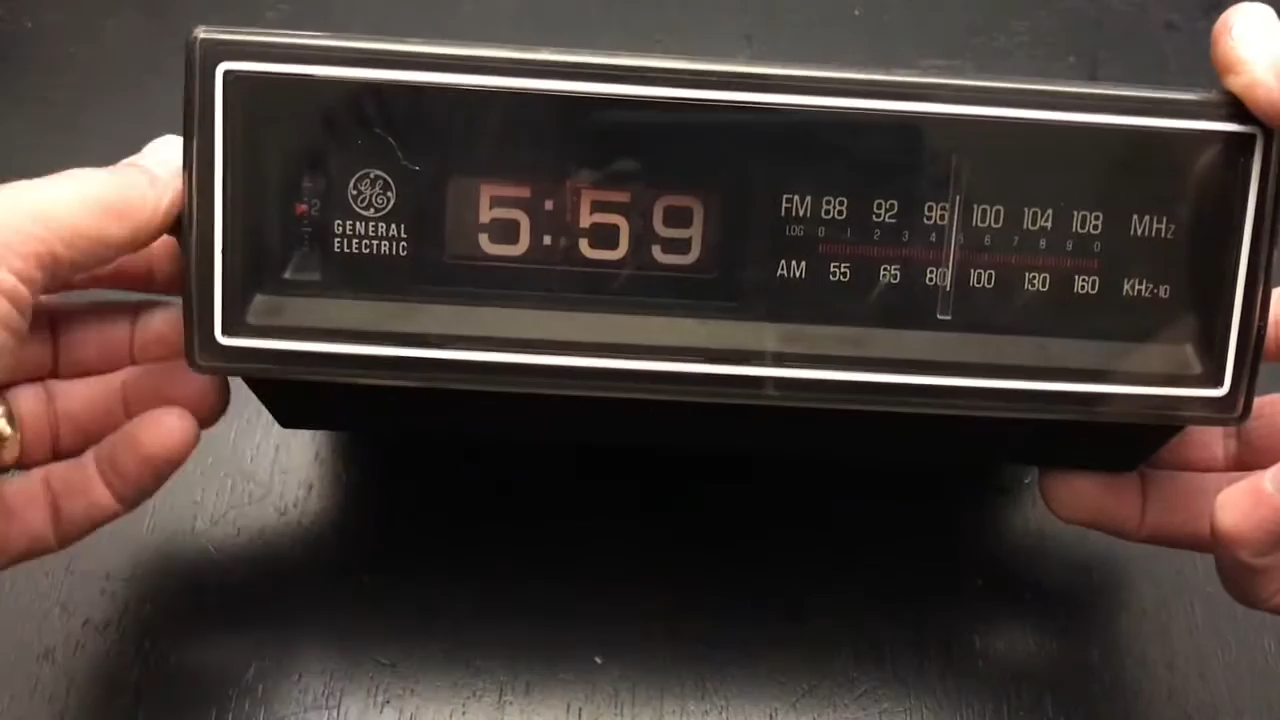 GE
GENERAL
ELECTRIC
5:59
FM 88 92 96 100 104 108 MHz
LOG 0 1 2 3 4 5 6 7 8 9 0
AM 55 65 80 100 130 160 KHz·10